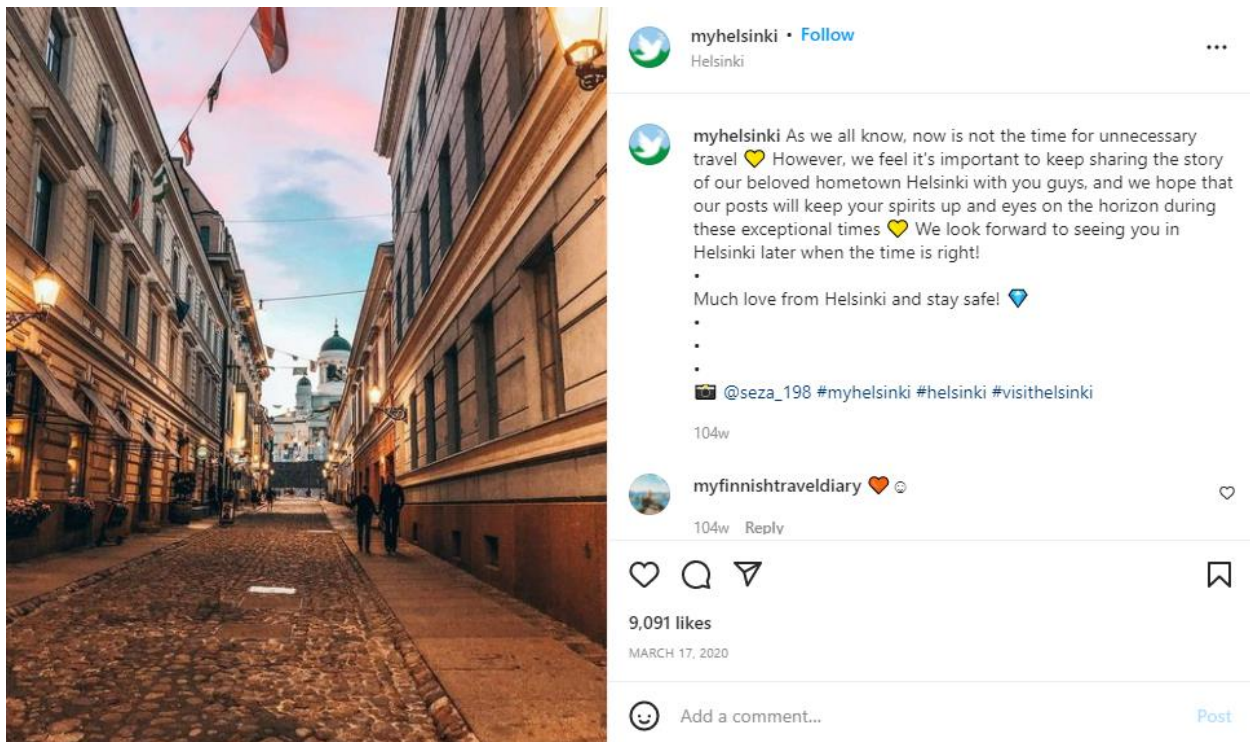 myhelsinki • Follow
Helsinki
myhelsinki As we all know, now is not the time for unnecessary
travel 💛 However, we feel it's important to keep sharing the story
of our beloved hometown Helsinki with you guys, and we hope that
our posts will keep your spirits up and eyes on the horizon during
these exceptional times 💛 We look forward to seeing you in
Helsinki later when the time is right!
•
Much love from Helsinki and stay safe! 💎
•
•
•
📸 @seza_198 #myhelsinki #helsinki #visithelsinki
104w
myfinnishtraveldiary 🧡☺
104w Reply
9,091 likes
MARCH 17, 2020
Add a comment...
Post